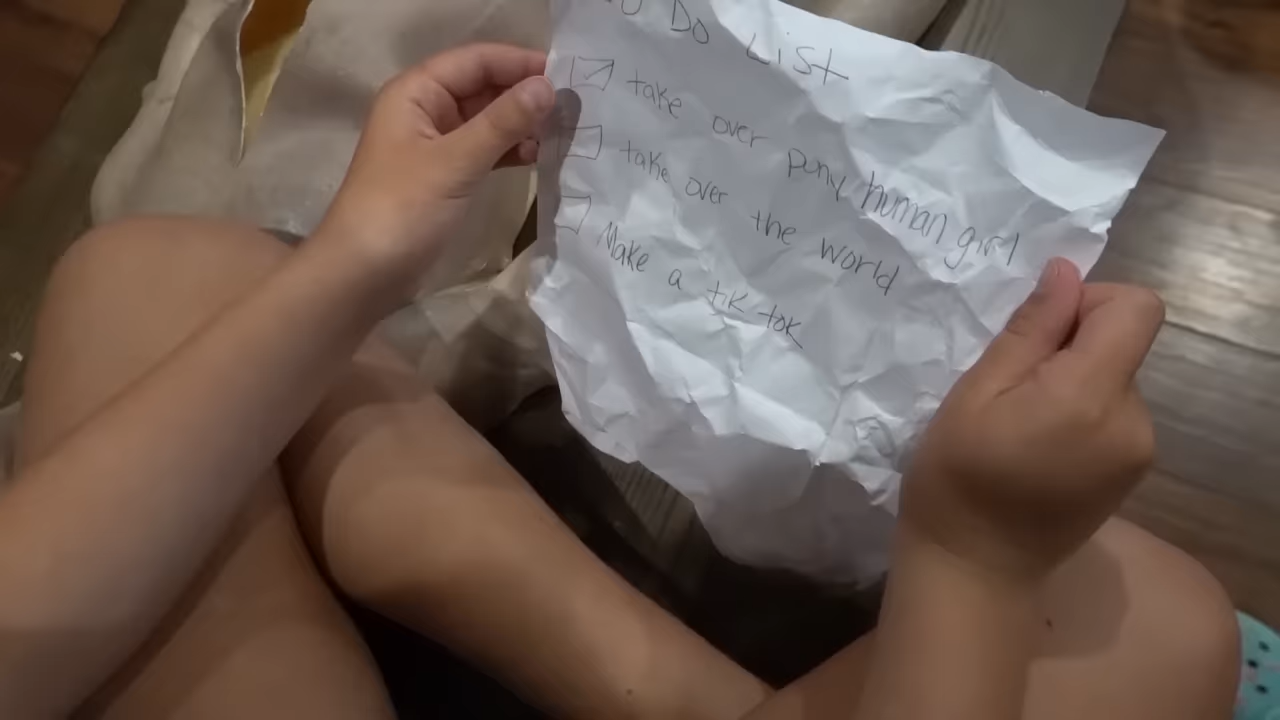 Do List
take over puny human girl
take over the world
Make a tik tok